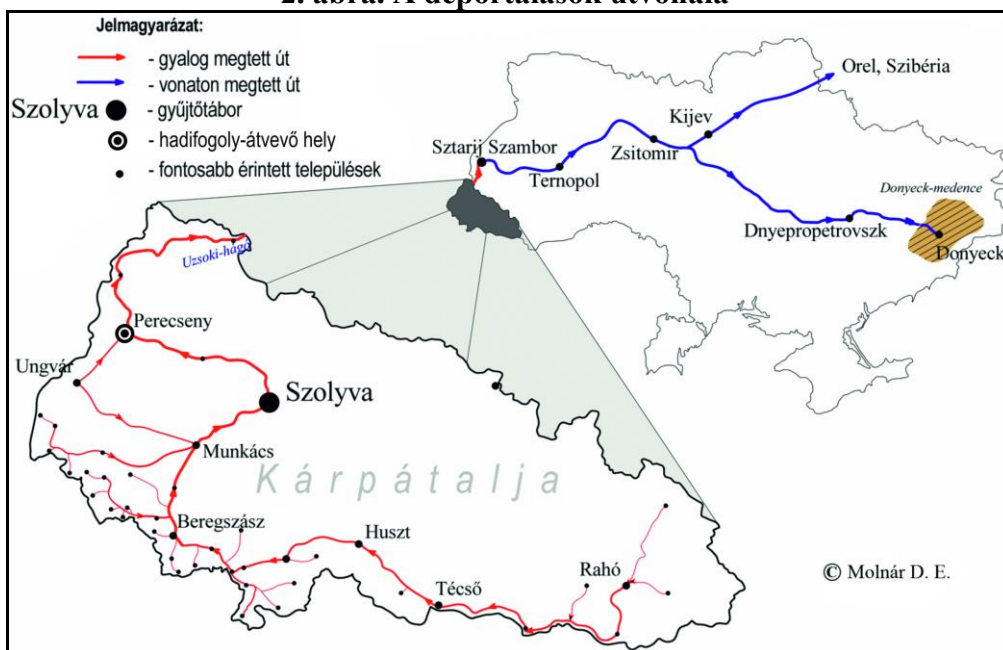 2. ábra. A deportálások útvonala
Jelmagyarázat:
- gyalog megtett út
- vonaton megtett út
Szolyva - gyűjtőtábor
- hadifogoly-átvevő hely
- fontosabb érintett települések
Orel, Szibéria
Kijev
Sztarij Szambor
Zsitomir
Ternopol
Donyeck-medence
Dnyepropetrovszk
Donyeck
Uzsoki-hágó
Perecseny
Ungvár
Szolyva
Munkács
Kárpátalja
Beregszász
Huszt
Rahó
Técső
© Molnár D. E.